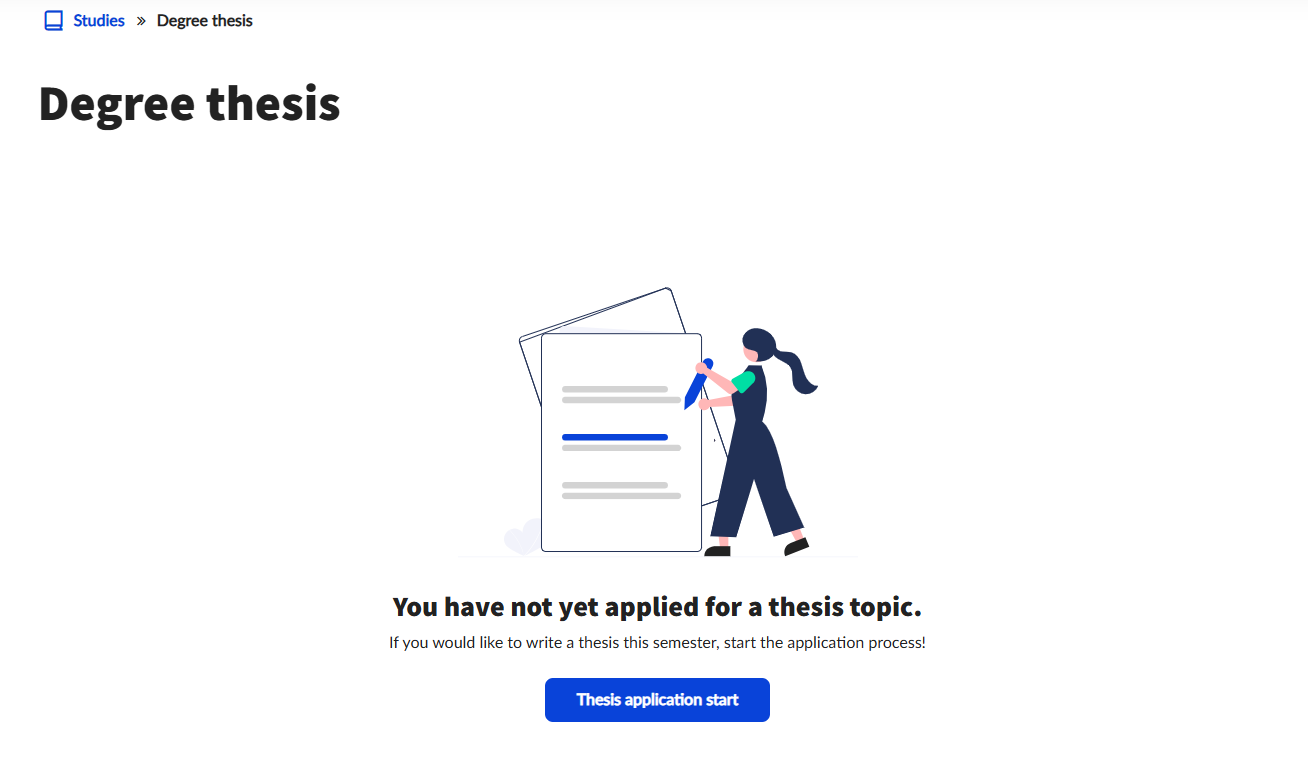 Studies » Degree thesis
Degree thesis
You have not yet applied for a thesis topic.
If you would like to write a thesis this semester, start the application process!
Thesis application start